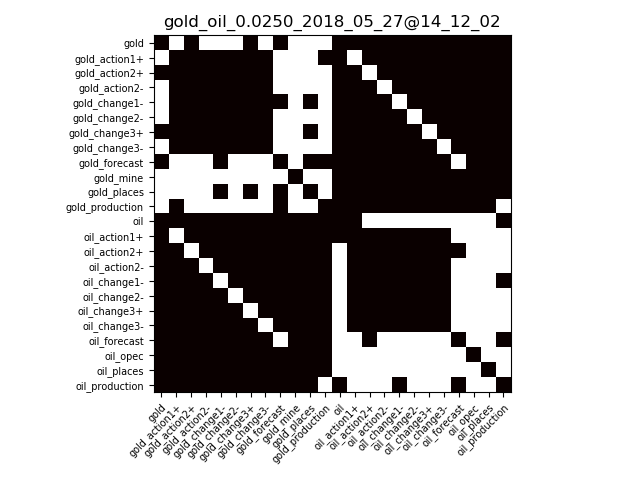 gold_oil_0.0250_2018_05_27@14_12_02
gold
gold_action1+
gold_action2+
gold_action2-
gold_change1-
gold_change2-
gold_change3+
gold_change3-
gold_forecast
gold_mine
gold_places
gold_production
oil
oil_action1+
oil_action2+
oil_action2-
oil_change1-
oil_change2-
oil_change3+
oil_change3-
oil_forecast
oil_opec
oil_places
oil_production
gold
gold_action1+
gold_action2+
gold_action2-
gold_change1-
gold_change2-
gold_change3+
gold_change3-
gold_forecast
gold_mine
gold_places
gold_production
oil
oil_action1+
oil_action2+
oil_action2-
oil_change1-
oil_change2-
oil_change3+
oil_change3-
oil_forecast
oil_opec
oil_places
oil_production